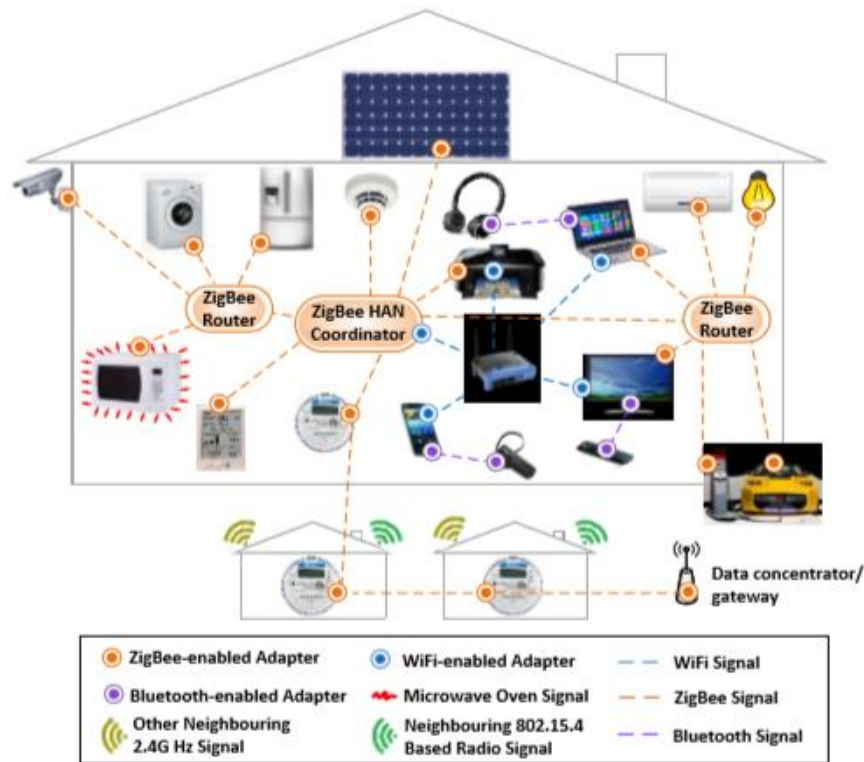 ZigBee
Router
ZigBee HAN
Coordinator
ZigBee
Router
Data concentrator/
gateway
ZigBee-enabled Adapter
WiFi-enabled Adapter
WiFi Signal
Bluetooth-enabled Adapter
Microwave Oven Signal
ZigBee Signal
Other Neighbouring
2.4G Hz Signal
Neighbouring 802.15.4
Based Radio Signal
Bluetooth Signal